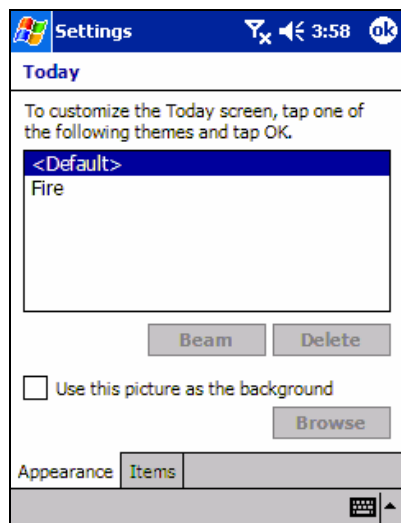 Settings 3:58 ok
Today
To customize the Today screen, tap one of
the following themes and tap OK.
<Default>
Fire
Beam Delete
Use this picture as the background
Browse
Appearance Items